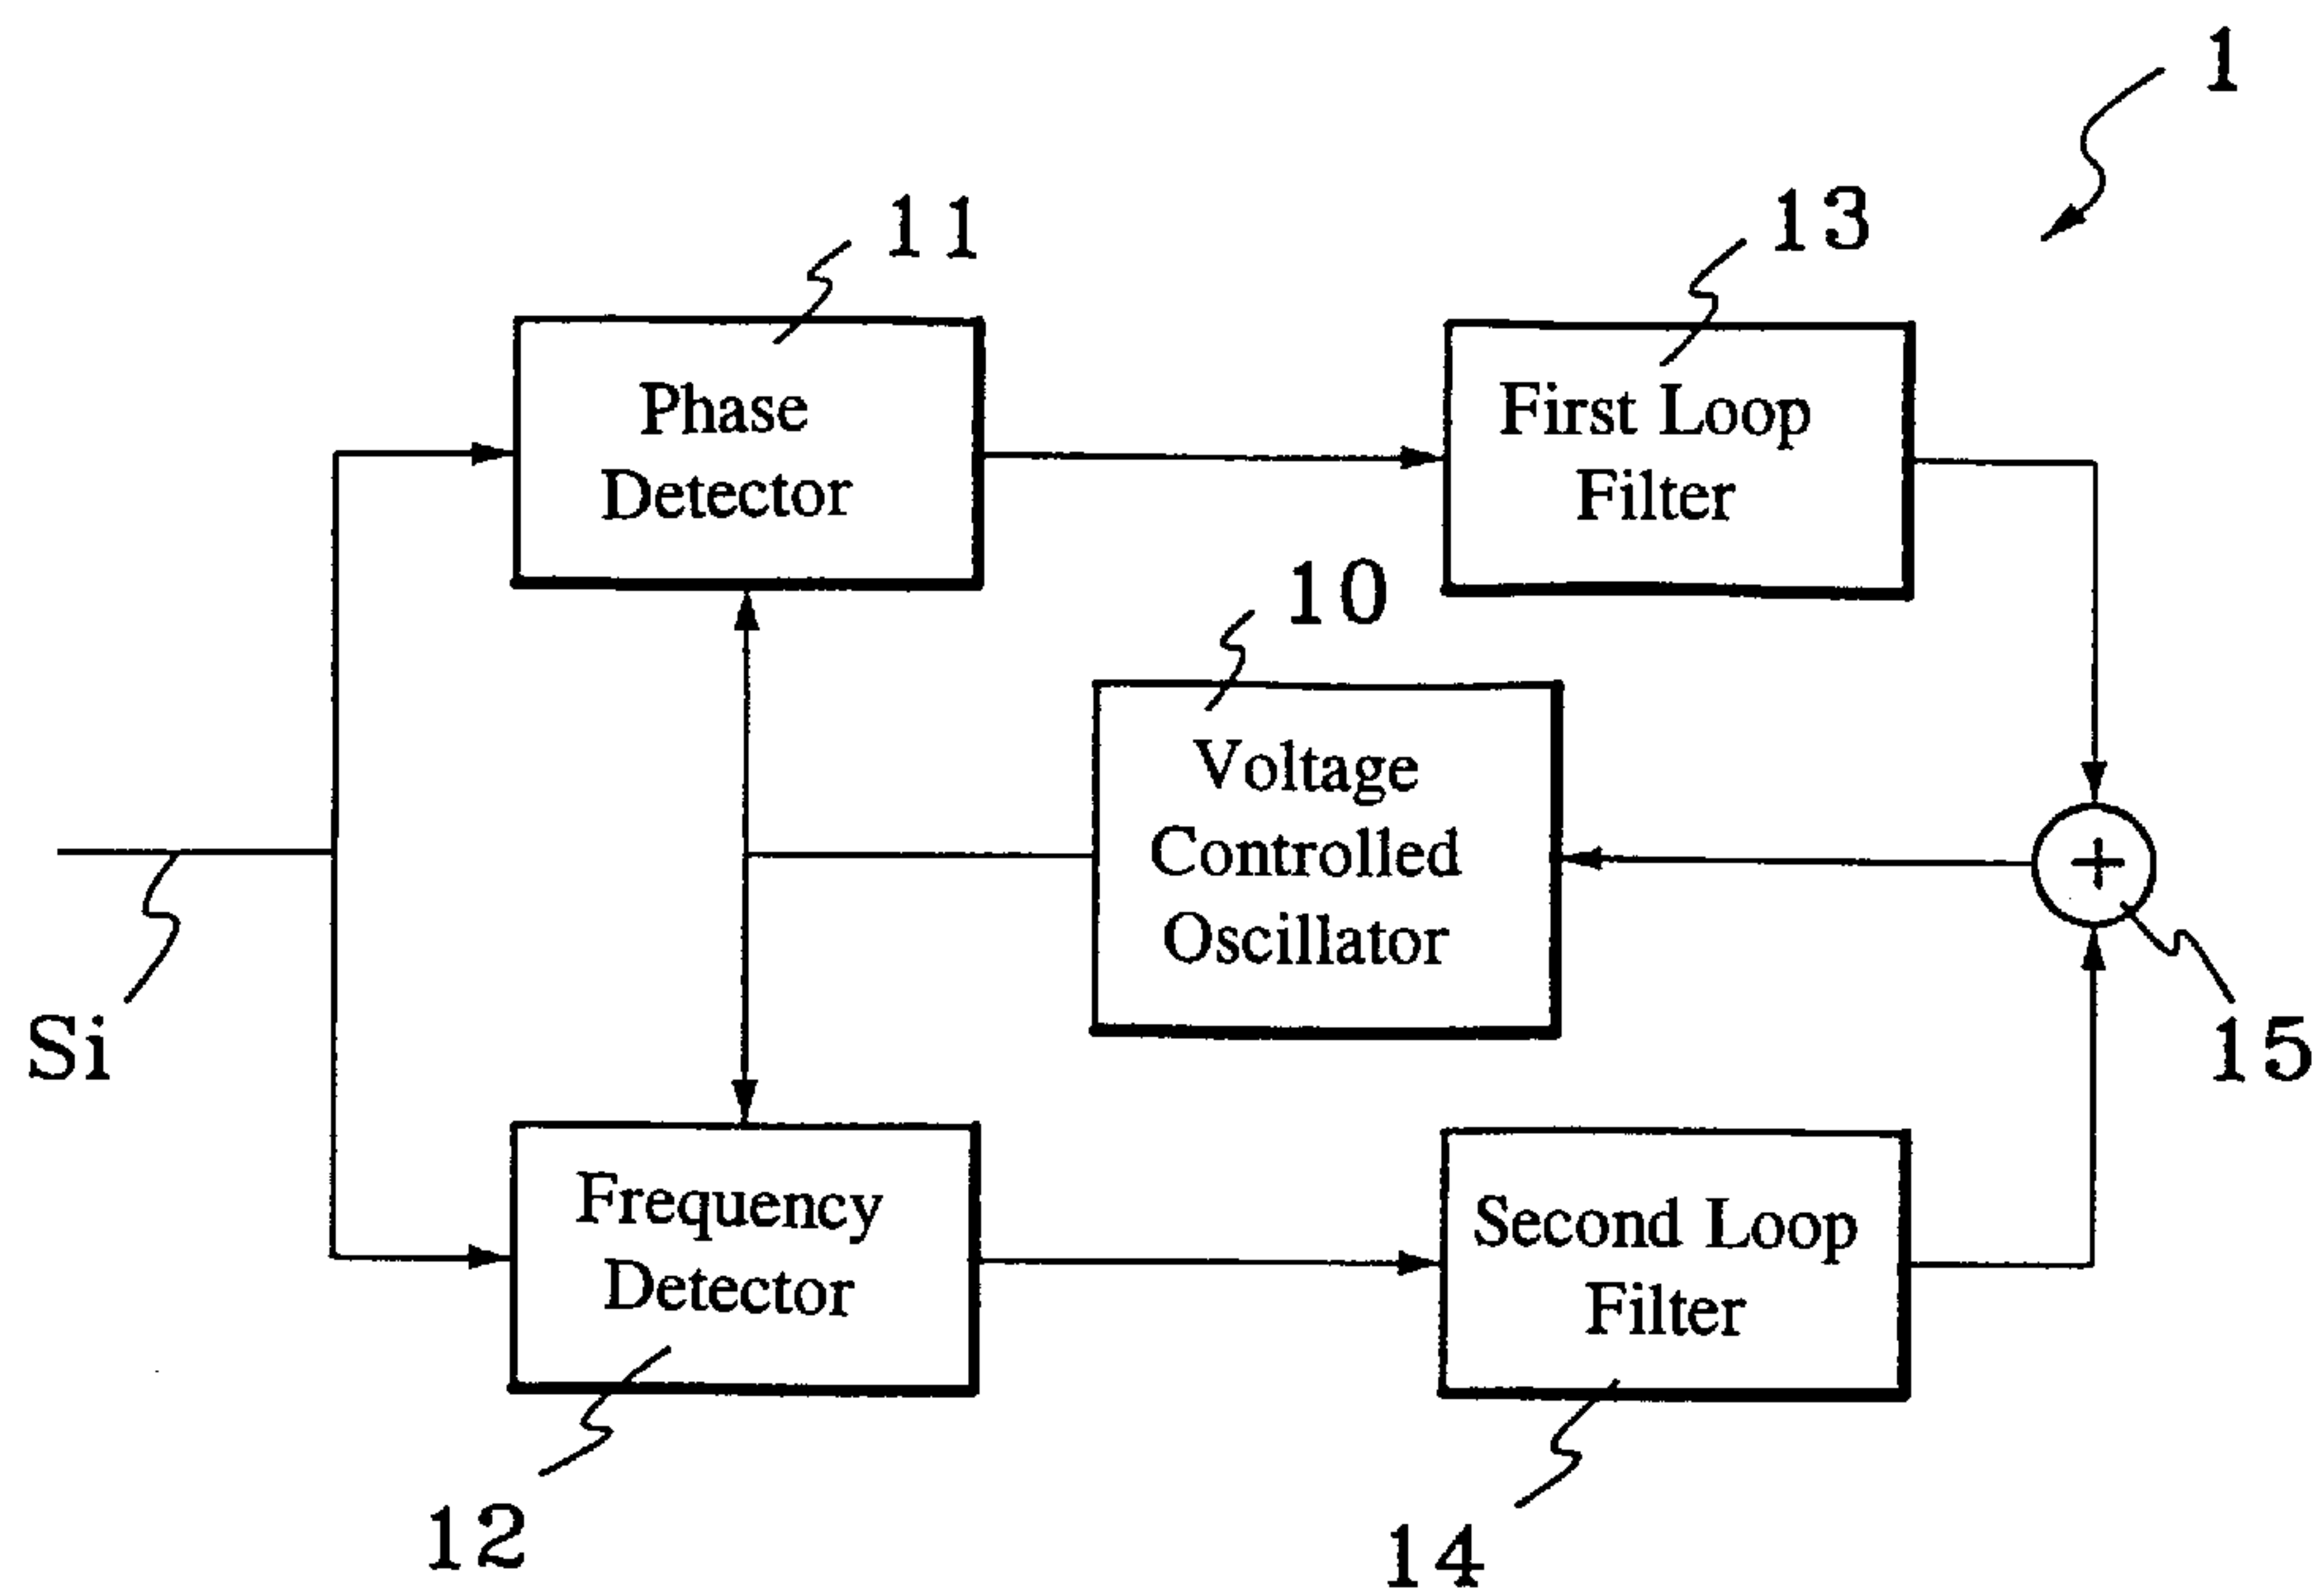 1
11
13
Phase
Detector
First Loop
Filter
10
Voltage
Controlled
Oscillator
+
Si
15
Frequency
Detector
Second Loop
Filter
12
14